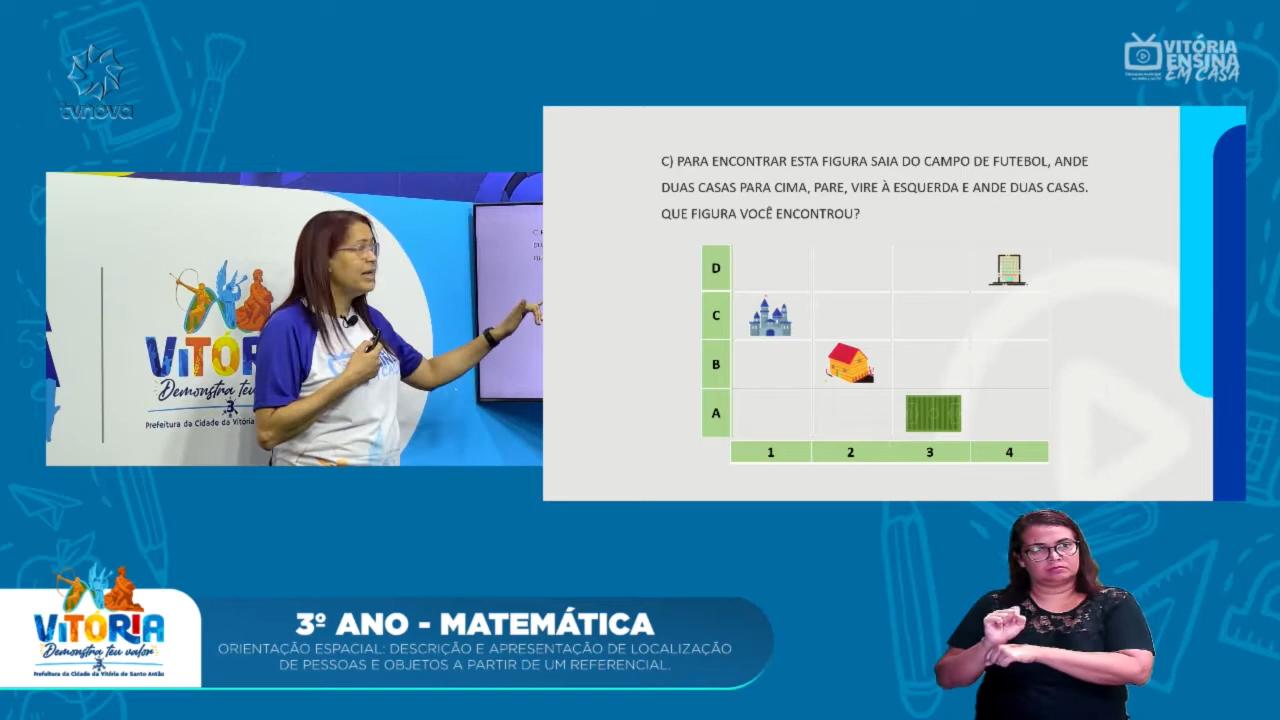 tvnova
VITÓRIA
ENSINA
EM CASA
C) PARA ENCONTRAR ESTA FIGURA SAIA DO CAMPO DE FUTEBOL, ANDE
DUAS CASAS PARA CIMA, PARE, VIRE À ESQUERDA E ANDE DUAS CASAS.
QUE FIGURA VOCÊ ENCONTROU?
D
C
B
A
1 2 3 4
VITÓR
Demonstra teu
Prefeitura da Cidade da Vitória
VITÓRIA
Demonstra teu valor
Prefeitura da Cidade da Vitória de Santo Antão
3º ANO - MATEMÁTICA
ORIENTAÇÃO ESPACIAL: DESCRIÇÃO E APRESENTAÇÃO DE LOCALIZAÇÃO
DE PESSOAS E OBJETOS A PARTIR DE UM REFERENCIAL.